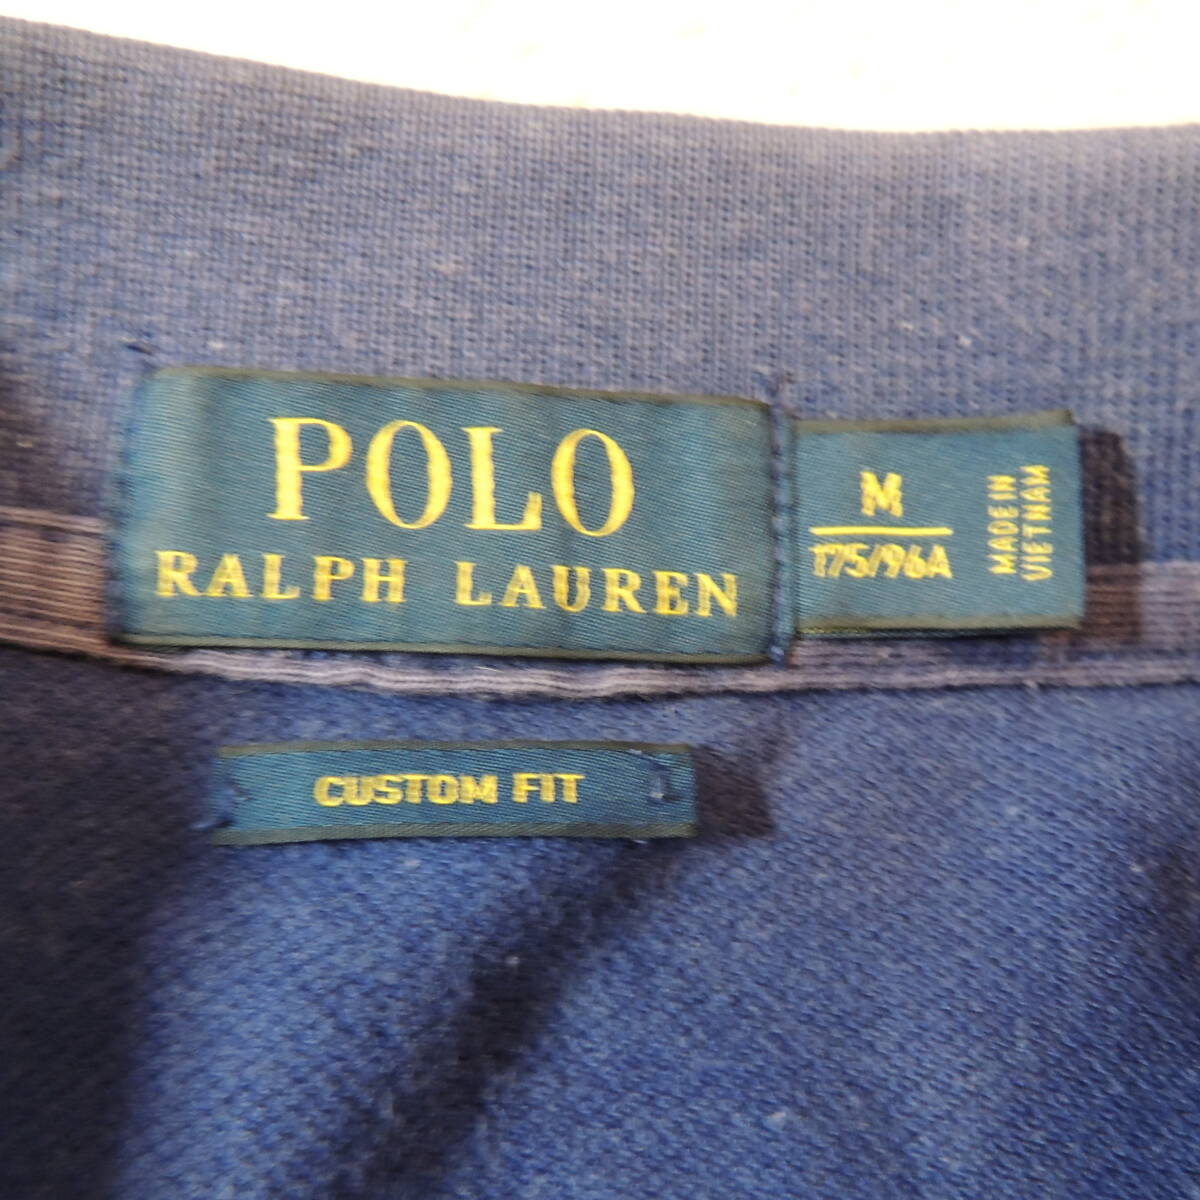 POLO
RALPH LAUREN
M
175/96A
MADE IN
VIETNAM
CUSTOM FIT